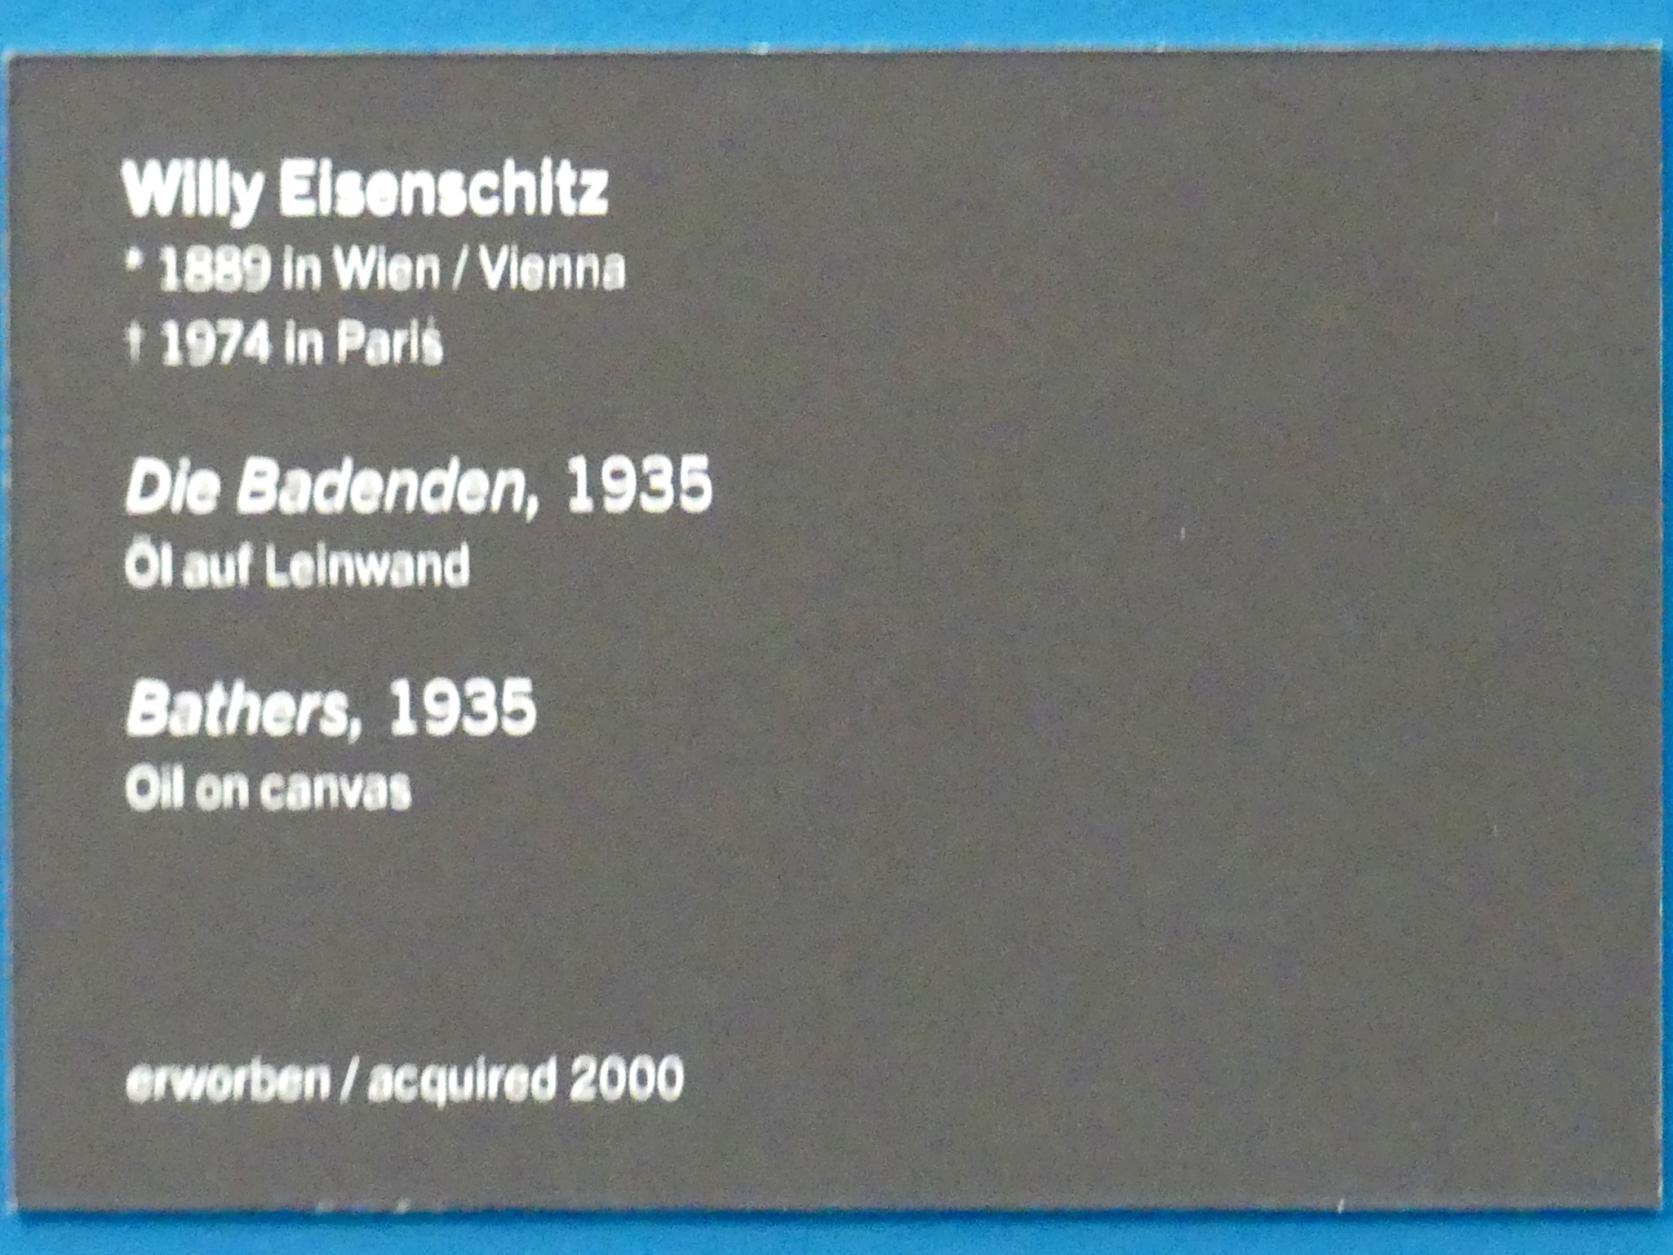 Willy Eisenschitz
* 1889 in Wien / Vienna
† 1974 in Paris
Die Badenden, 1935
Öl auf Leinwand
Bathers, 1935
Oil on canvas
erworben / acquired 2000